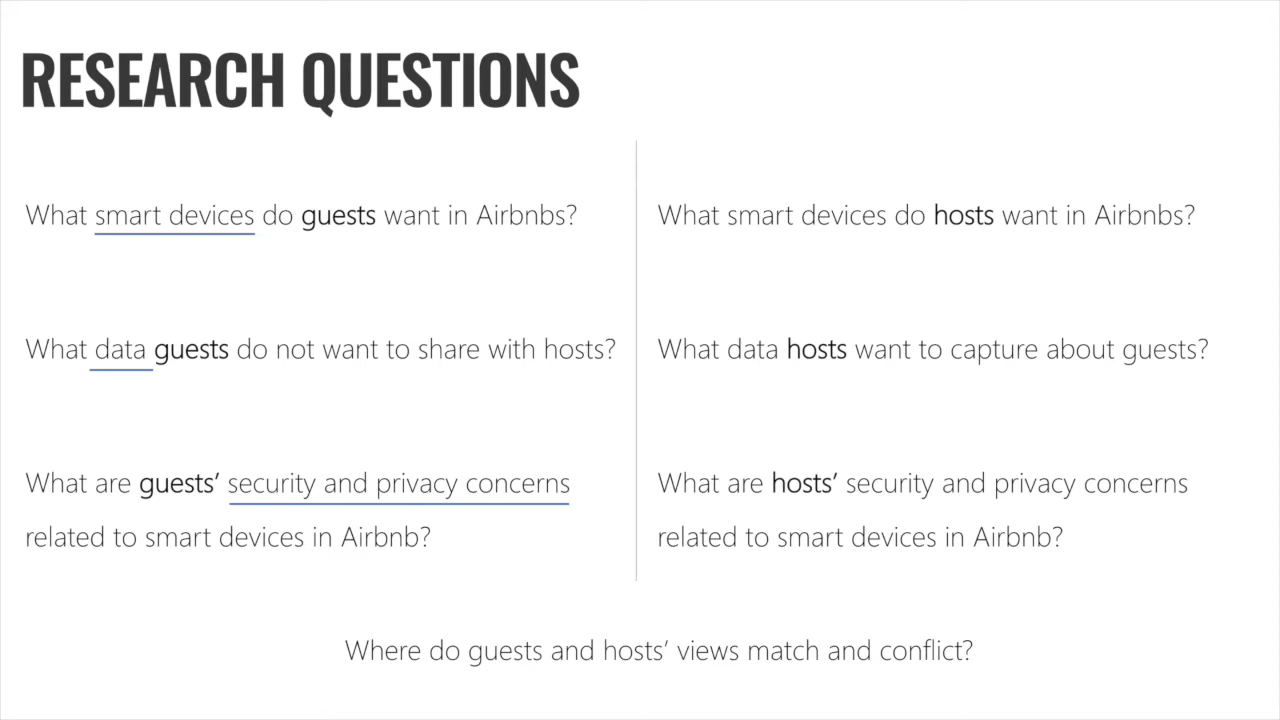 RESEARCH QUESTIONS
What smart devices do guests want in Airbnbs?
What data guests do not want to share with hosts?
What are guests’ security and privacy concerns
related to smart devices in Airbnb?
What smart devices do hosts want in Airbnbs?
What data hosts want to capture about guests?
What are hosts’ security and privacy concerns
related to smart devices in Airbnb?
Where do guests and hosts’ views match and conflict?